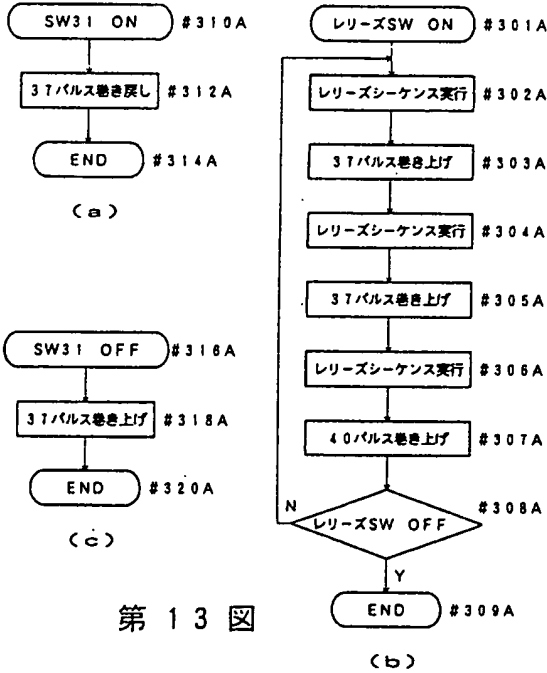 SW31 ON #310A
37パルス巻き戻し #312A
END #314A
(a)
SW31 OFF #316A
37パルス巻き上げ #318A
END #320A
(c)
レリーズSW ON #301A
レリーズシーケンス実行 #302A
37パルス巻き上げ #303A
レリーズシーケンス実行 #304A
37パルス巻き上げ #305A
レリーズシーケンス実行 #306A
40パルス巻き上げ #307A
N
レリーズSW OFF #308A
Y
END #309A
(b)
第13図